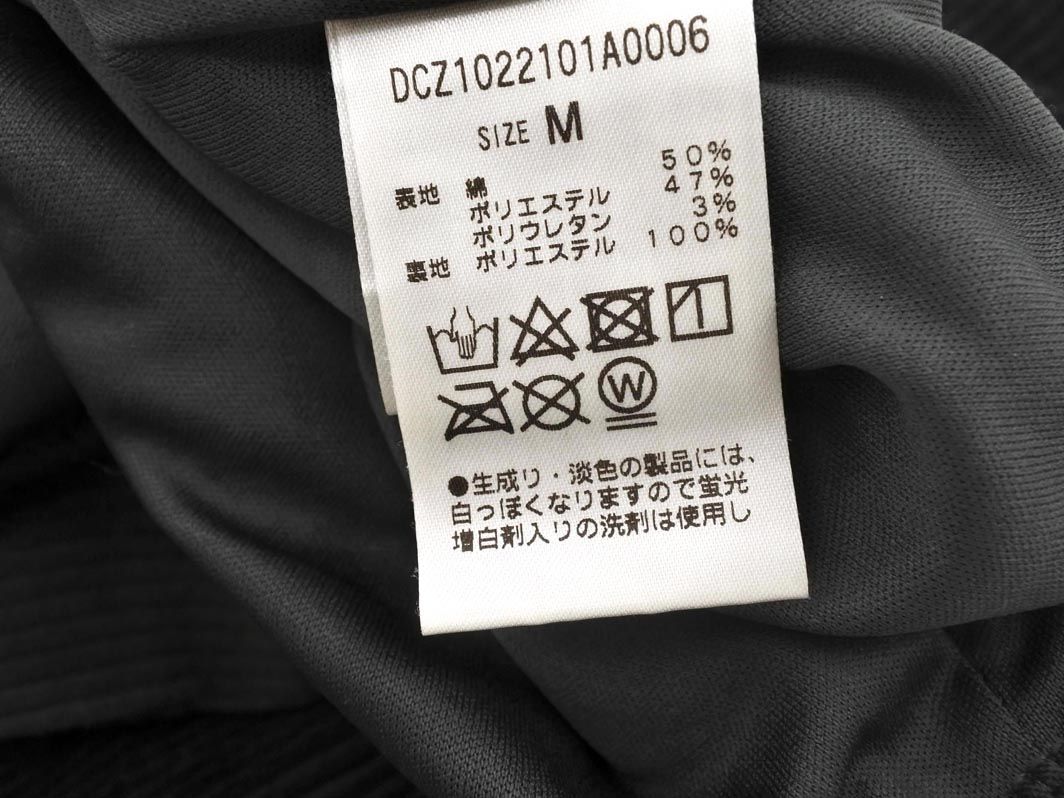 DCZ1022101A0006
SIZE M
表地 綿 50%
ポリエステル 47%
ポリウレタン 3%
裏地 ポリエステル 100%
W
●生成り・淡色の製品には、
白っぽくなりますので蛍光
増白剤入りの洗剤は使用し